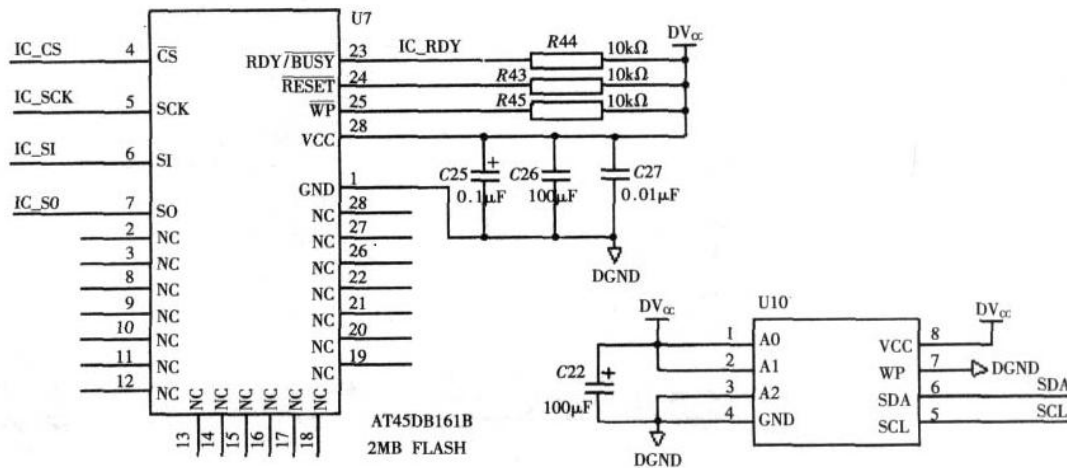 U7
IC_CS 4 CS RDY/BUSY 23 IC_RDY R44 10kΩ DVcc
RESET 24 R43 10kΩ
IC_SCK 5 SCK WP 25 R45 10kΩ
VCC 28
IC_SI 6 SI C25 + C26 C27
GND 1 0.1μF 100μF 0.01μF
IC_SO 7 SO NC 28
2 NC NC 27
3 NC NC 26
8 NC NC 22
9 NC NC 21
10 NC NC 20
11 NC NC 19
12 NC
DGND
NC NC NC NC NC NC
13 14 15 16 17 18
AT45DB161B
2MB FLASH
DVcc U10 DVcc
1 A0 VCC 8
2 A1 WP 7 DGND
C22 + 3 A2 SDA 6 SDA
100μF 4 GND SCL 5 SCL
DGND